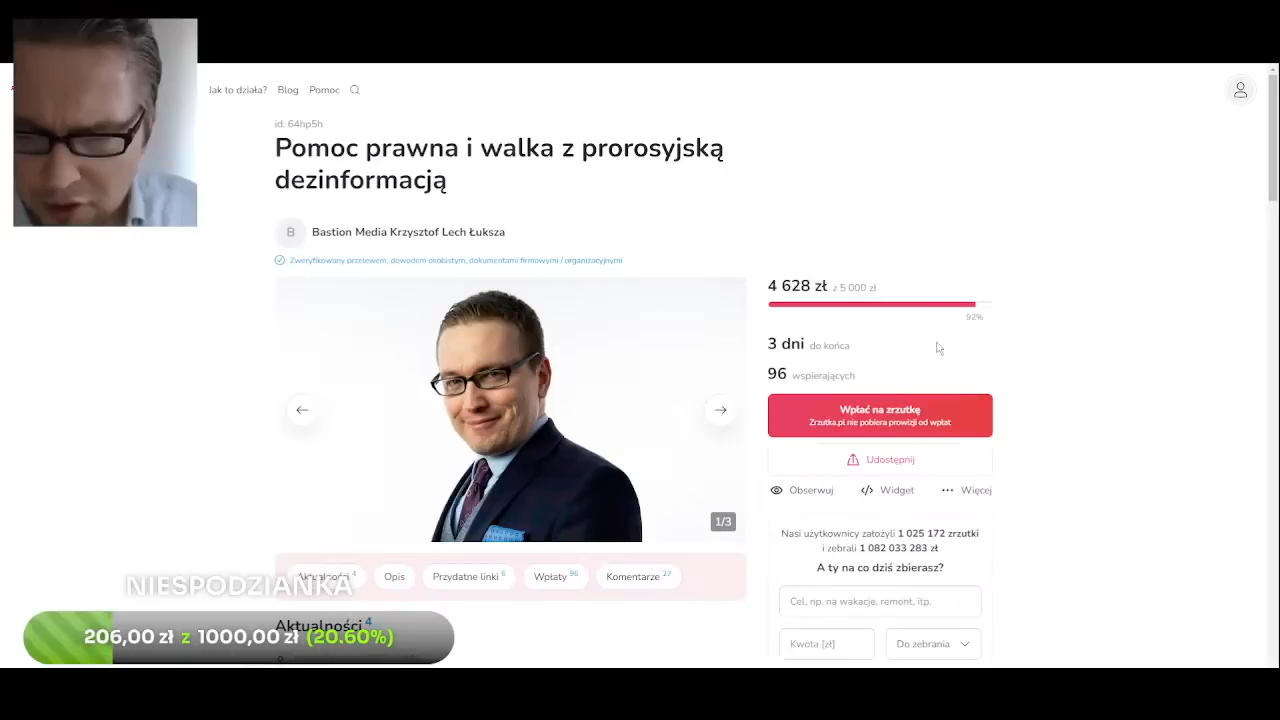 Jak to działa?
Blog
Pomoc
id: 64hp5h
Pomoc prawna i walka z prorosyjską
dezinformacją
B
Bastion Media Krzysztof Lech Łuksza
Zweryfikowany przelewem, dowodem osobistym, dokumentami firmowymi / organizacyjnymi
4 628 zł z 5 000 zł
92%
3 dni do końca
96 wspierających
Wpłać na zrzutkę
Zrzutka.pl nie pobiera prowizji od wpłat
Udostępnij
Obserwuj
Widget
Więcej
1/3
Nasi użytkownicy założyli 1 025 172 zrzutki
i zebrali 1 082 033 283 zł
A ty na co dziś zbierasz?
Cel, np. na wakacje, remont, itp.
Kwota [zł]
Do zebrania
Aktualności 4
Opis
Przydatne linki 6
Wpłaty 96
Komentarze 27
NIESPODZIANKA
Aktualności 4
206,00 zł z 1000,00 zł (20.60%)